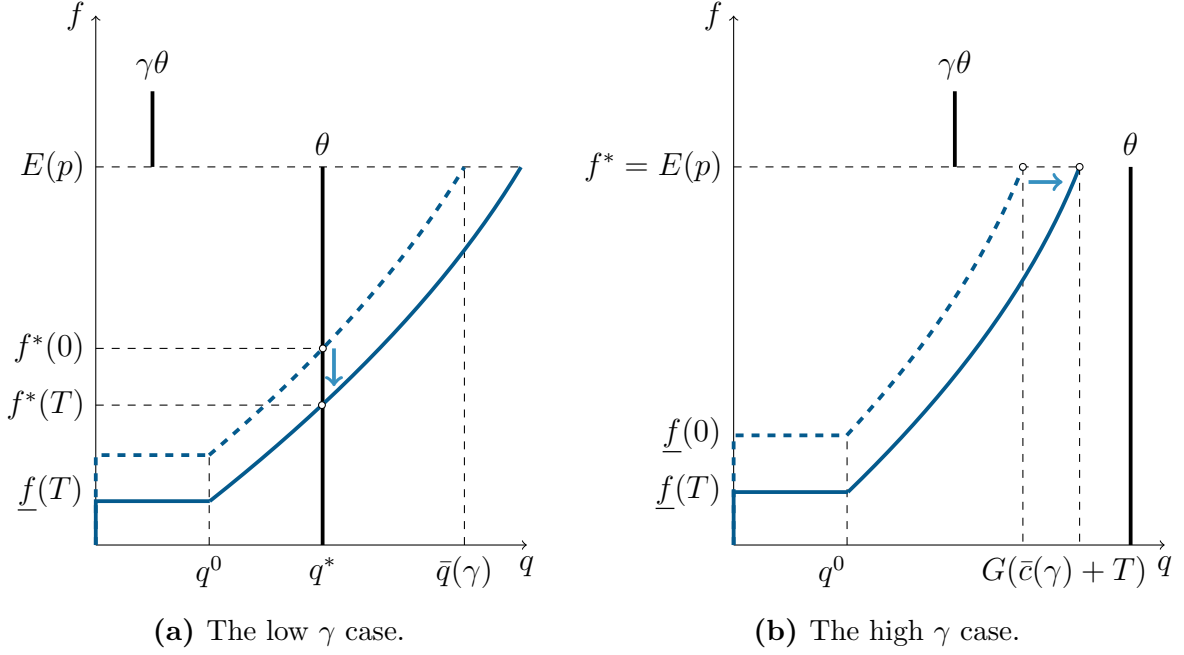 f
γθ
θ
E(p)
f*(0)
f*(T)
f̲(T)
q⁰
q*
q̄(γ)
q
(a) The low γ case.
f
γθ
θ
f* = E(p)
f̲(0)
f̲(T)
q⁰
G(c̄(γ) + T)
q
(b) The high γ case.